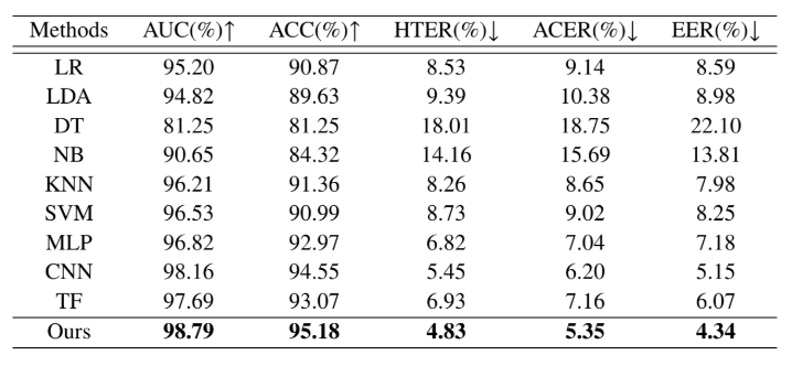 Methods AUC(%)↑ ACC(%)↑ HTER(%)↓ ACER(%)↓ EER(%)↓
LR 95.20 90.87 8.53 9.14 8.59
LDA 94.82 89.63 9.39 10.38 8.98
DT 81.25 81.25 18.01 18.75 22.10
NB 90.65 84.32 14.16 15.69 13.81
KNN 96.21 91.36 8.26 8.65 7.98
SVM 96.53 90.99 8.73 9.02 8.25
MLP 96.82 92.97 6.82 7.04 7.18
CNN 98.16 94.55 5.45 6.20 5.15
TF 97.69 93.07 6.93 7.16 6.07
Ours 98.79 95.18 4.83 5.35 4.34